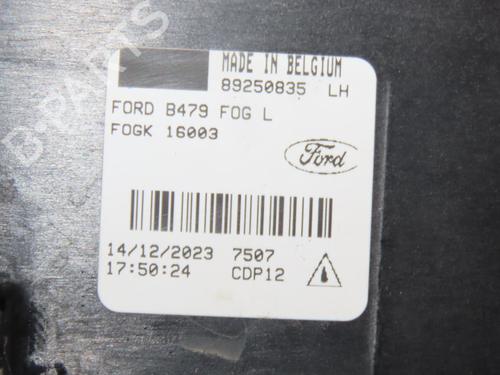 MADE IN BELGIUM
89250835 LH
FORD B479 FOG L
FOGK 16003
Ford
14/12/2023 7507
17:50:24 CDP12
B-PARTS